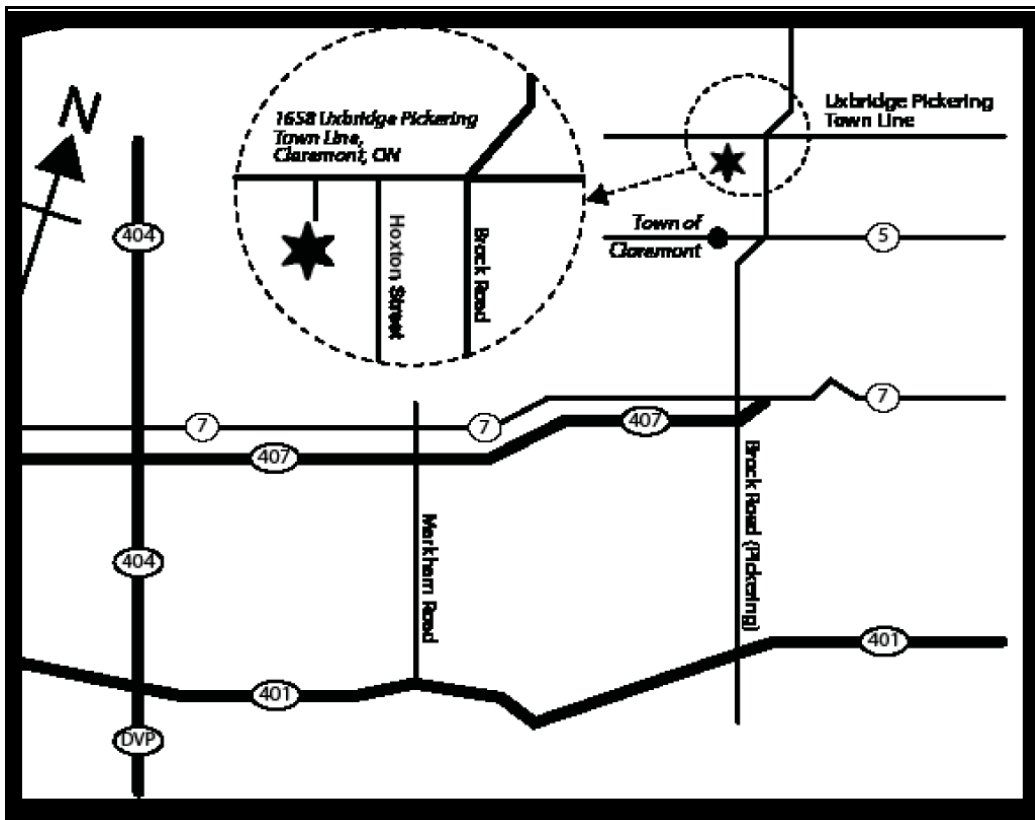 N
1658 Uxbridge Pickering
Town Line,
Claremont, ON
Uxbridge Pickering
Town Line
404
Hoxton Street
Brock Road
Town of
Claremont
5
7
7
407
7
407
Markham Road
Brock Road (Pickering)
404
401
401
DVP